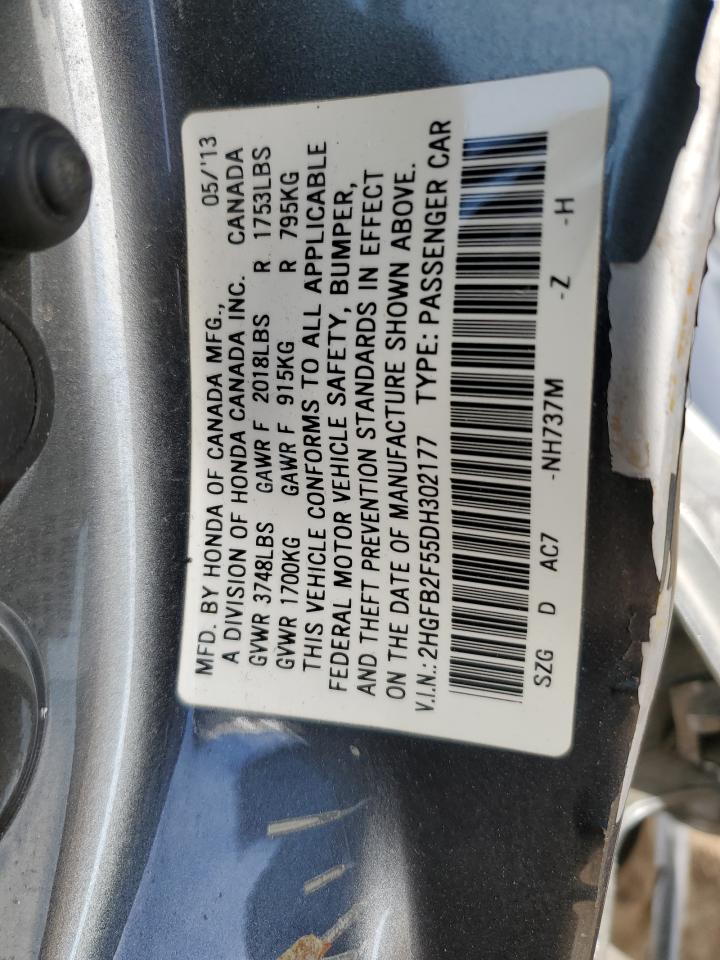 MFD. BY HONDA OF CANADA MFG., 05/'13
A DIVISION OF HONDA CANADA INC. CANADA
GVWR 3748LBS GAWR F 2018LBS R 1753LBS
GVWR 1700KG GAWR F 915KG R 795KG
THIS VEHICLE CONFORMS TO ALL APPLICABLE
FEDERAL MOTOR VEHICLE SAFETY, BUMPER,
AND THEFT PREVENTION STANDARDS IN EFFECT
ON THE DATE OF MANUFACTURE SHOWN ABOVE.
V.I.N.: 2HGFB2F55DH302177 TYPE: PASSENGER CAR
SZG D AC7 -NH737M -Z -H